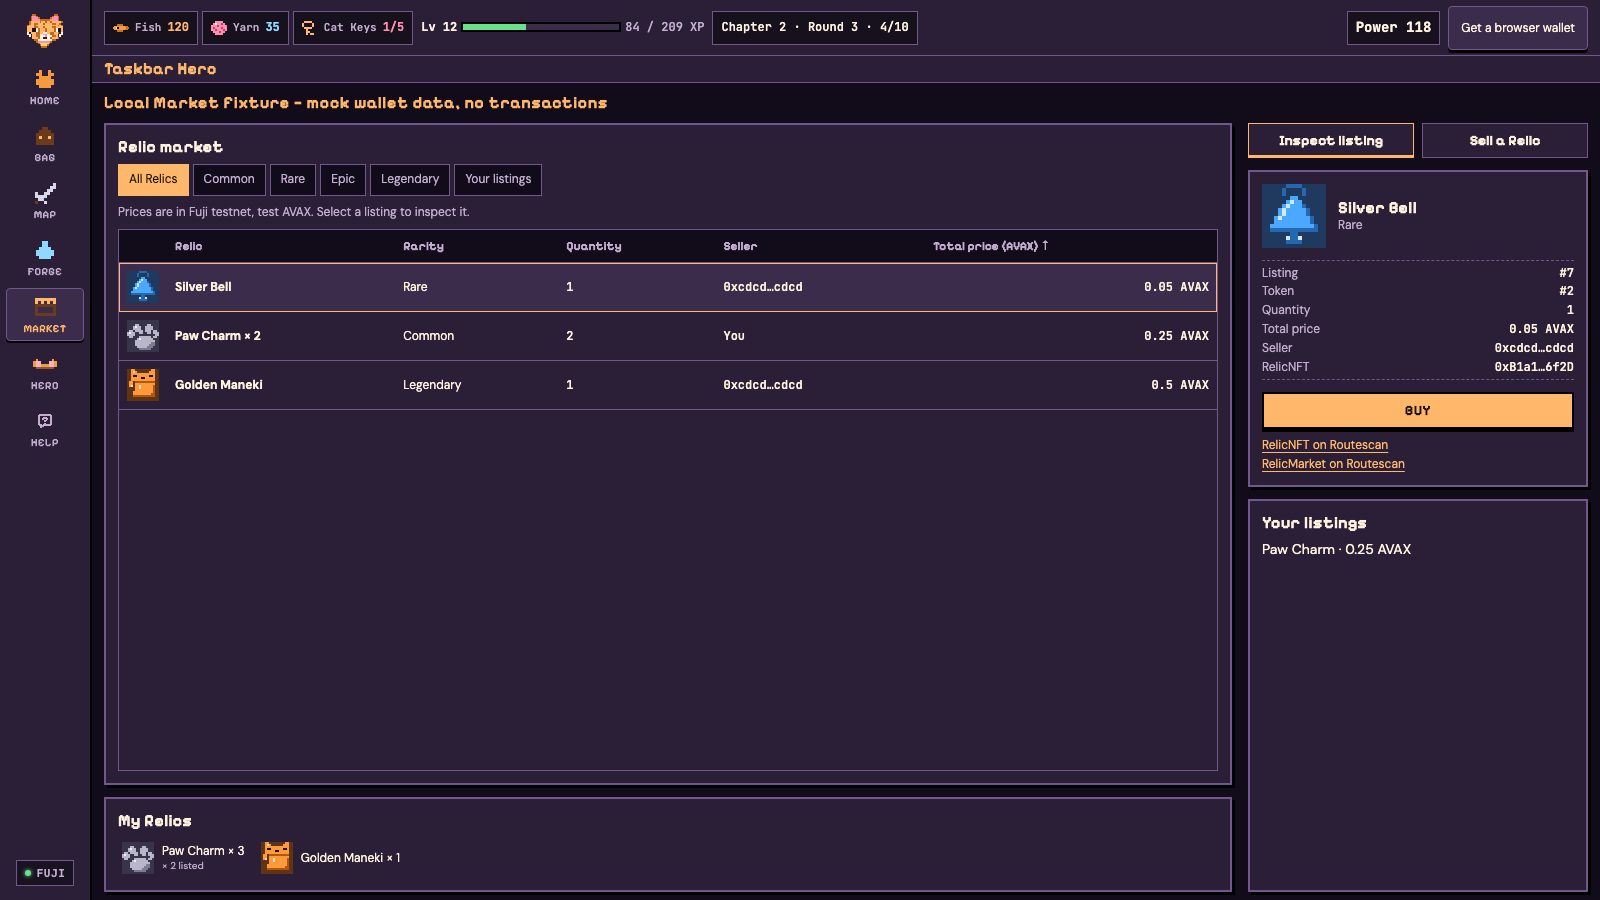 Fish 120
Yarn 35
Cat Keys 1/5
Lv 12
84 / 209 XP
Chapter 2 · Round 3 · 4/10
Power 118
Get a browser wallet
HOME
BAG
MAP
FORGE
MARKET
HERO
HELP
FUJI
Taskbar Hero
Local Market Fixture - mock wallet data, no transactions
Relic market
All Relics
Common
Rare
Epic
Legendary
Your listings
Prices are in Fuji testnet, test AVAX. Select a listing to inspect it.
Relic Rarity Quantity Seller Total price (AVAX) ↑
Silver Bell Rare 1 0xcdcd…cdcd 0.05 AVAX
Paw Charm × 2 Common 2 You 0.25 AVAX
Golden Maneki Legendary 1 0xcdcd…cdcd 0.5 AVAX
My Relics
Paw Charm × 3
× 2 listed
Golden Maneki × 1
Inspect listing
Sell a Relic
Silver Bell
Rare
Listing #7
Token #2
Quantity 1
Total price 0.05 AVAX
Seller 0xcdcd…cdcd
RelicNFT 0xB1a1…6f2D
BUY
RelicNFT on Routescan
RelicMarket on Routescan
Your listings
Paw Charm · 0.25 AVAX